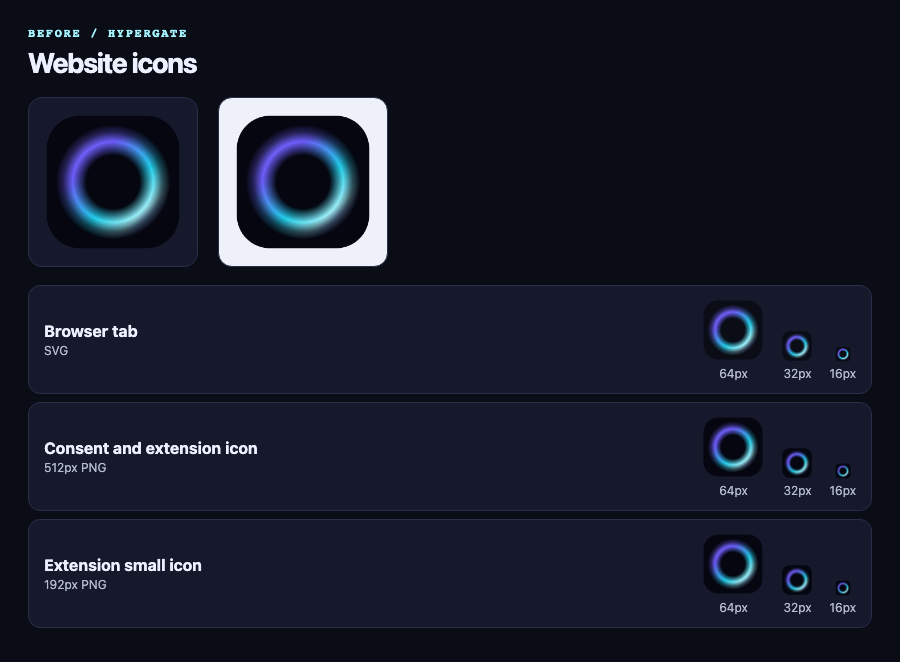 BEFORE / HYPERGATE
Website icons
Browser tab
SVG
64px
32px
16px
Consent and extension icon
512px PNG
64px
32px
16px
Extension small icon
192px PNG
64px
32px
16px